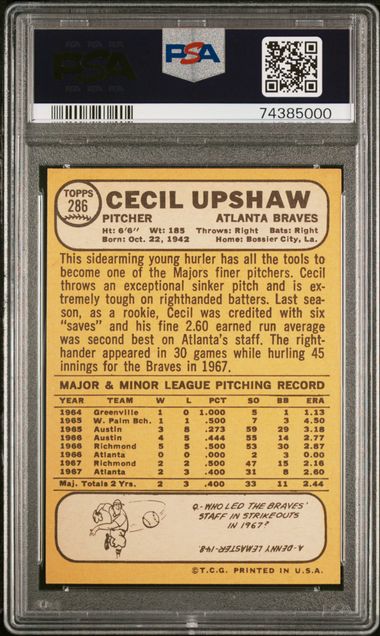 PSA
PSA
74385000
TOPPS
286
CECIL UPSHAW
PITCHER ATLANTA BRAVES
Ht: 6'6" Wt: 185 Throws: Right Bats: Right
Born: Oct. 22, 1942 Home: Bossier City, La.
This sidearming young hurler has all the tools to
become one of the Majors finer pitchers. Cecil
throws an exceptional sinker pitch and is ex-
tremely tough on righthanded batters. Last sea-
son, as a rookie, Cecil was credited with six
"saves" and his fine 2.60 earned run average
was second best on Atlanta's staff. The right-
hander appeared in 30 games while hurling 45
innings for the Braves in 1967.
MAJOR & MINOR LEAGUE PITCHING RECORD
YEAR TEAM W L PCT SO BB ERA
1964 Greenville 1 0 1.000 5 1 1.13
1965 W. Palm Bch. 1 1 .500 7 3 4.50
1965 Austin 3 8 .273 59 29 3.18
1966 Austin 4 5 .444 55 14 2.77
1966 Richmond 5 5 .500 53 30 2.87
1966 Atlanta 0 0 .000 2 3 0.00
1967 Richmond 2 2 .500 47 15 2.16
1967 Atlanta 2 3 .400 31 8 2.60
Maj. Totals 2 Yrs. 2 3 .400 33 11 2.44
Q.-WHO LED THE BRAVES'
STAFF IN STRIKEOUTS
IN 1967?
A- DENNY LEMASTER-148.
©T.C.G. PRINTED IN U.S.A.